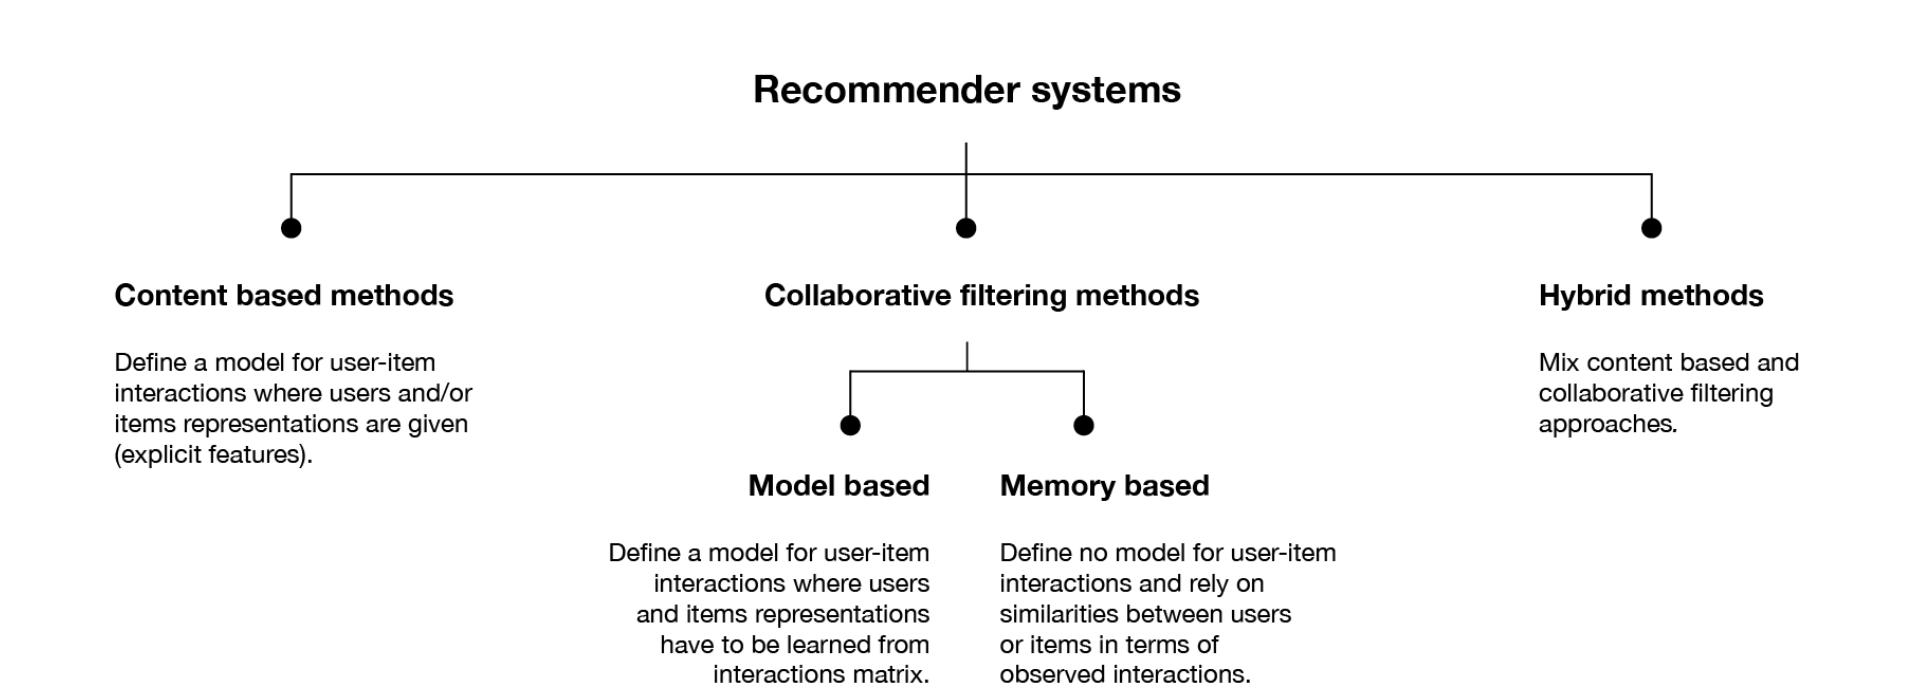 Recommender systems
Content based methods
Define a model for user-item
interactions where users and/or
items representations are given
(explicit features).
Collaborative filtering methods
Model based
Define a model for user-item
interactions where users
and items representations
have to be learned from
interactions matrix.
Memory based
Define no model for user-item
interactions and rely on
similarities between users
or items in terms of
observed interactions.
Hybrid methods
Mix content based and
collaborative filtering
approaches.